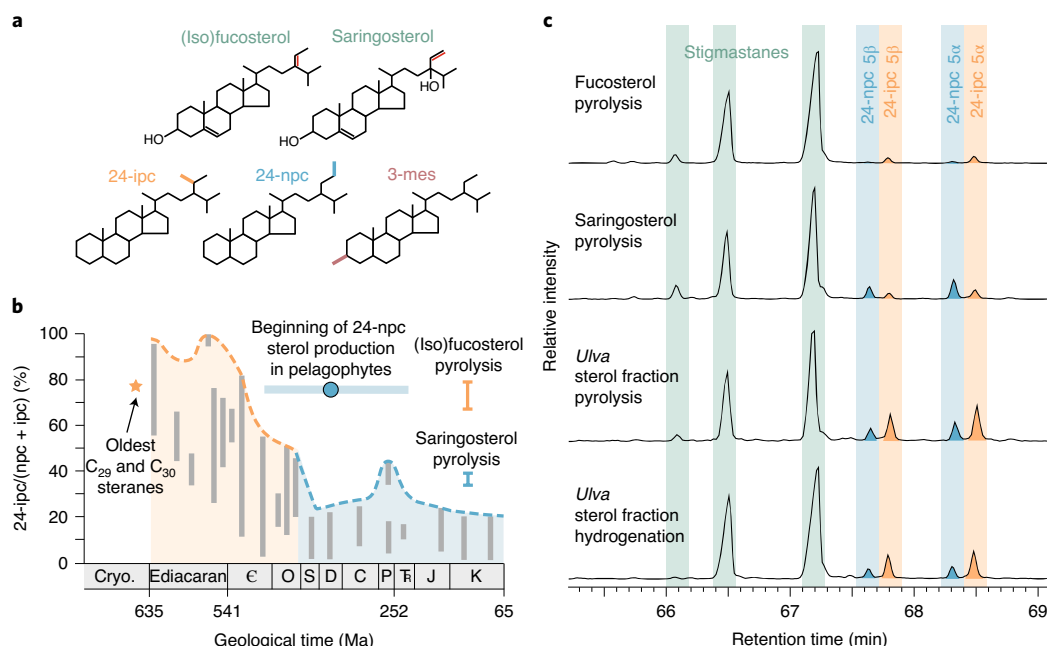 a
(Iso)fucosterol
Saringosterol
HO
HO
OH
24-ipc
24-npc
3-mes
b
24-ipc/(npc + ipc) (%)
100
80
60
40
20
0
Beginning of 24-npc
sterol production
in pelagophytes
(Iso)fucosterol
pyrolysis
Saringosterol
pyrolysis
Oldest
C29 and C30
steranes
Cryo.
Ediacaran
Є
O
S
D
C
P
TR
J
K
635
541
252
65
Geological time (Ma)
c
Stigmastanes
24-npc 5β
24-ipc 5β
24-npc 5α
24-ipc 5α
Relative intensity
Fucosterol
pyrolysis
Saringosterol
pyrolysis
Ulva
sterol fraction
pyrolysis
Ulva
sterol fraction
hydrogenation
66
67
68
69
Retention time (min)